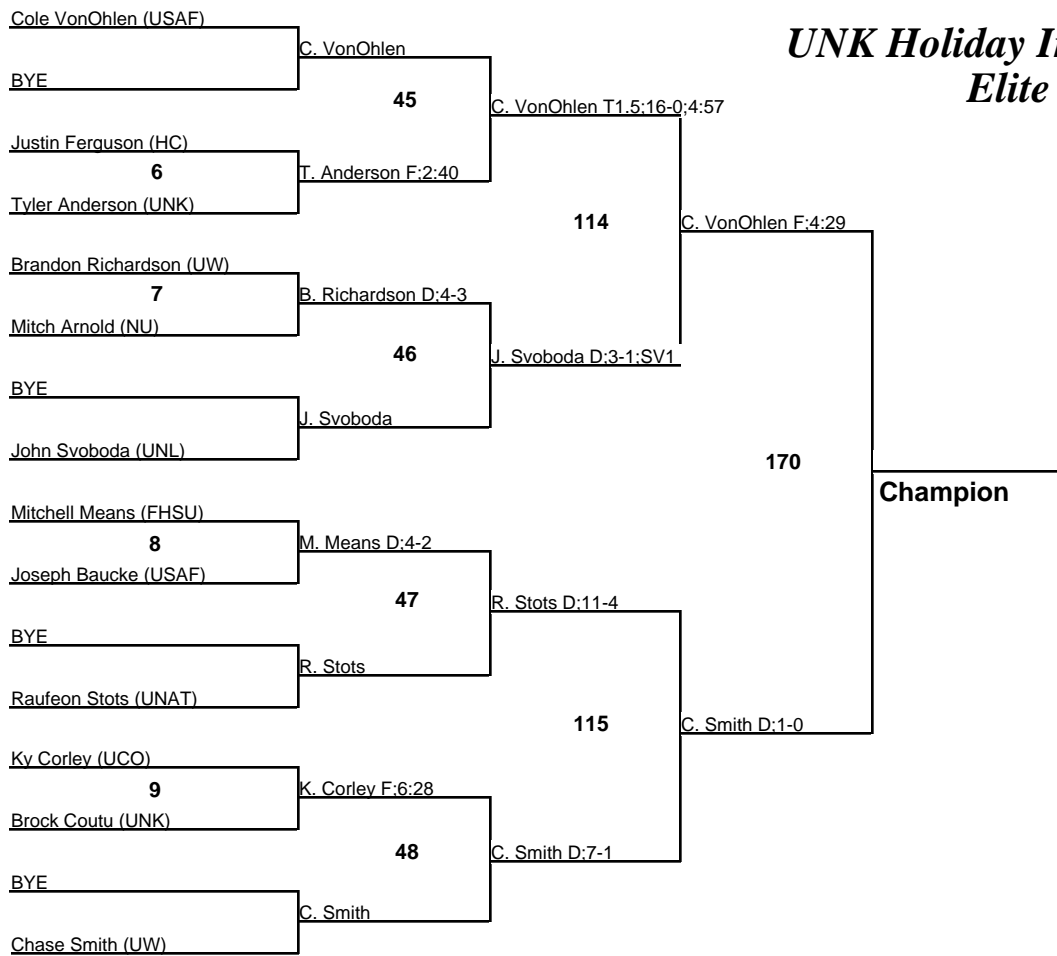 Cole VonOhlen (USAF)
C. VonOhlen
BYE
45
C. VonOhlen T1.5;16-0;4:57
Justin Ferguson (HC)
6
T. Anderson F;2:40
Tyler Anderson (UNK)
114
C. VonOhlen F;4:29
Brandon Richardson (UW)
7
B. Richardson D;4-3
Mitch Arnold (NU)
46
J. Svoboda D;3-1;SV1
BYE
J. Svoboda
John Svoboda (UNL)
170
Champion
Mitchell Means (FHSU)
8
M. Means D;4-2
Joseph Baucke (USAF)
47
R. Stots D;11-4
BYE
R. Stots
Raufeon Stots (UNAT)
115
C. Smith D;1-0
Ky Corley (UCO)
9
K. Corley F;6:28
Brock Coutu (UNK)
48
C. Smith D;7-1
BYE
C. Smith
Chase Smith (UW)
UNK Holiday
Elite